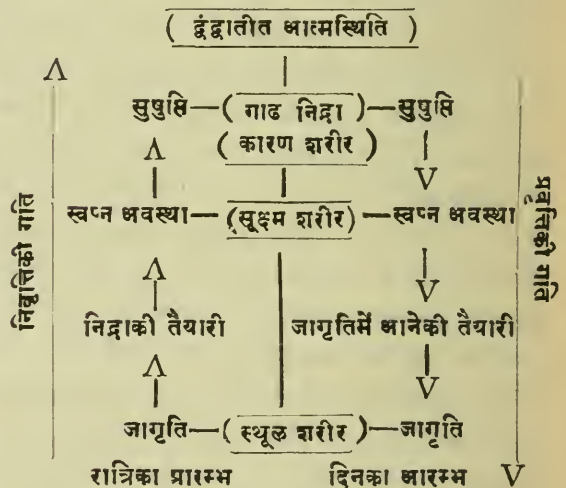 ( द्वंद्वातीत आत्मस्थिति )
सुषुप्ति—( गाढ निद्रा )—सुषुप्ति
( कारण शरीर )
स्वप्न अवस्था—(सूक्ष्म शरीर)—स्वप्न अवस्था
निद्राकी तैयारी जागृतिमें आनेकी तैयारी
जागृति—( स्थूल शरीर )—जागृति
रात्रिका प्रारम्भ दिनका आरम्भ
निवृत्तिकी गति
प्रवृत्तिकी गति